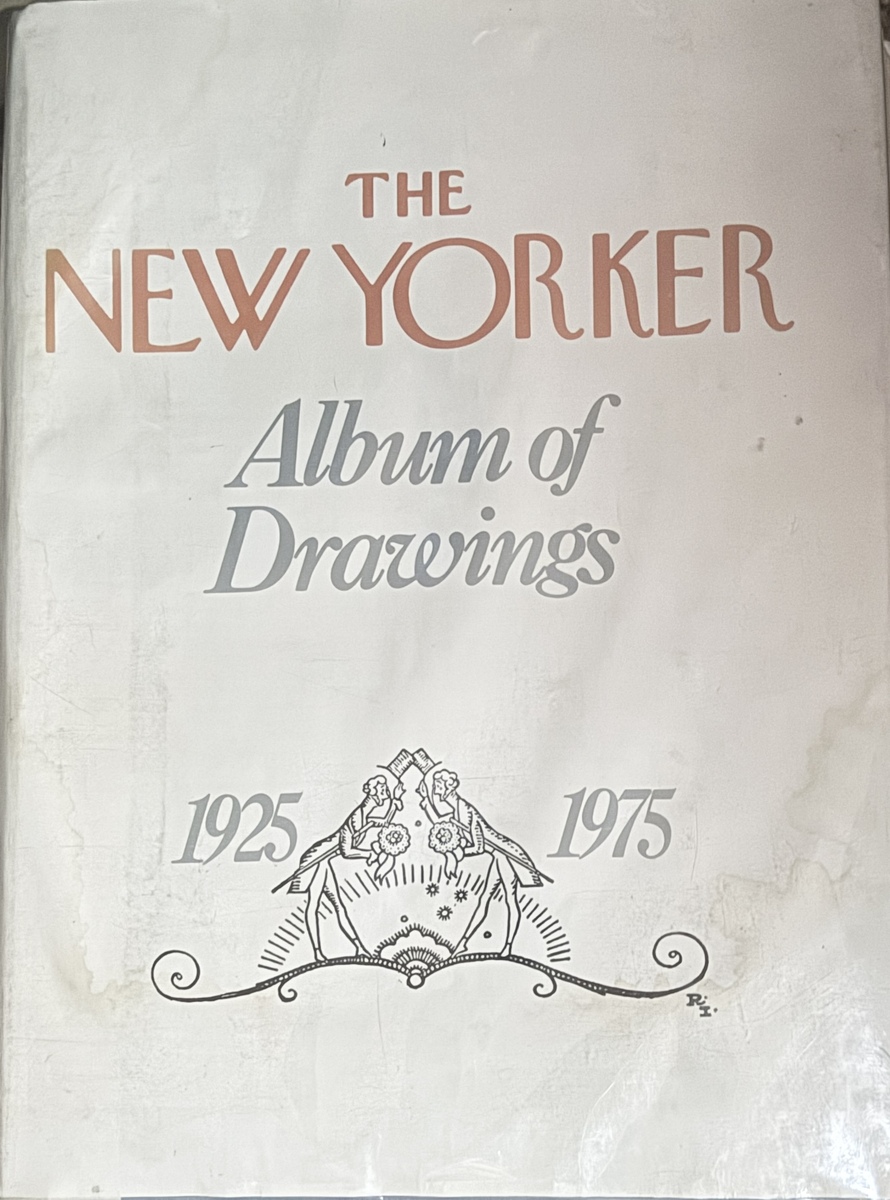 THE
NEW YORKER
Album of
Drawings
1925 1975
R.
I.